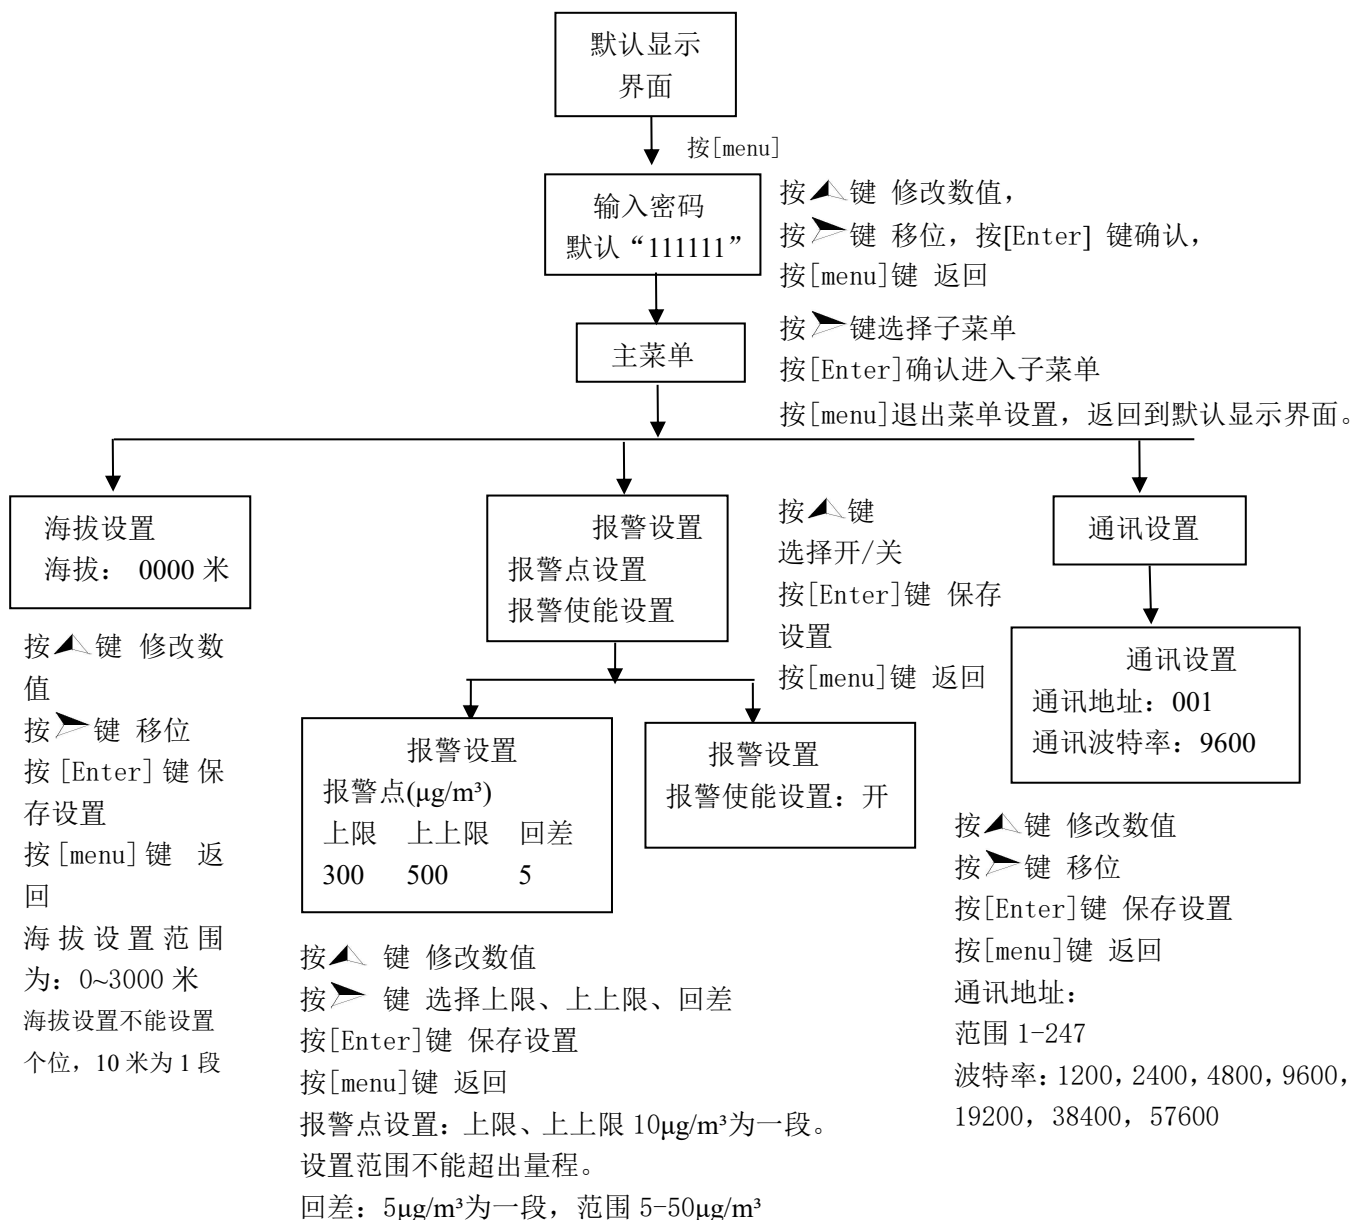 默认显示
界面
按[menu]
输入密码
默认“111111”
按键 修改数值，
按键 移位，按[Enter] 键确认，
按[menu]键 返回
主菜单
按键选择子菜单
按[Enter]确认进入子菜单
按[menu]退出菜单设置，返回到默认显示界面。
海拔设置
海拔： 0000 米
按键 修改数
值
按键 移位
按[Enter]键保
存设置
按[menu]键 返
回
海拔设置范围
为：0~3000 米
海拔设置不能设置
个位，10 米为 1 段
报警设置
报警点设置
报警使能设置
按键
选择开/关
按[Enter]键 保存
设置
按[menu]键 返回
报警设置
报警点(μg/m³)
上限 上上限 回差
300 500 5
按 键 修改数值
按 键 选择上限、上上限、回差
按[Enter]键 保存设置
按[menu]键 返回
报警点设置：上限、上上限 10μg/m³为一段。
设置范围不能超出量程。
回差：5μg/m³为一段，范围 5-50μg/m³
报警设置
报警使能设置：开
通讯设置
通讯设置
通讯地址：001
通讯波特率：9600
按键 修改数值
按键 移位
按[Enter]键 保存设置
按[menu]键 返回
通讯地址：
范围 1-247
波特率：1200，2400，4800，9600，
19200，38400，57600